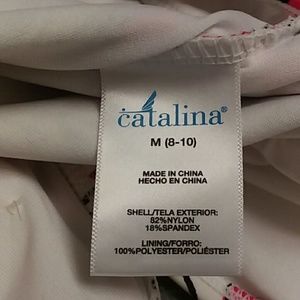 catalina®
M (8-10)
MADE IN CHINA
HECHO EN CHINA
SHELL/TELA EXTERIOR:
82%NYLON
18%SPANDEX
LINING/FORRO:
100%POLYESTER/POLIÉSTER